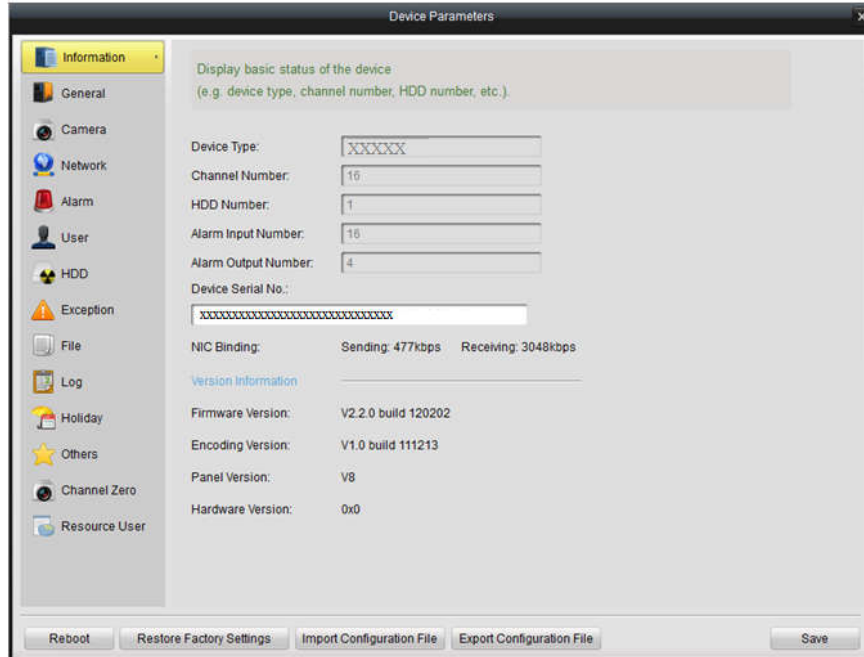 Device Parameters
Information
General
Camera
Network
Alarm
User
HDD
Exception
File
Log
Holiday
Others
Channel Zero
Resource User
Display basic status of the device
(e.g. device type, channel number, HDD number, etc.).
Device Type: XXXXX
Channel Number: 16
HDD Number: 1
Alarm Input Number: 16
Alarm Output Number: 4
Device Serial No.:
xxxxxxxxxxxxxxxxxxxxxxxxxxxxxx
NIC Binding: Sending: 477kbps Receiving: 3048kbps
Version Information
Firmware Version: V2.2.0 build 120202
Encoding Version: V1.0 build 111213
Panel Version: V8
Hardware Version: 0x0
Reboot Restore Factory Settings Import Configuration File Export Configuration File Save